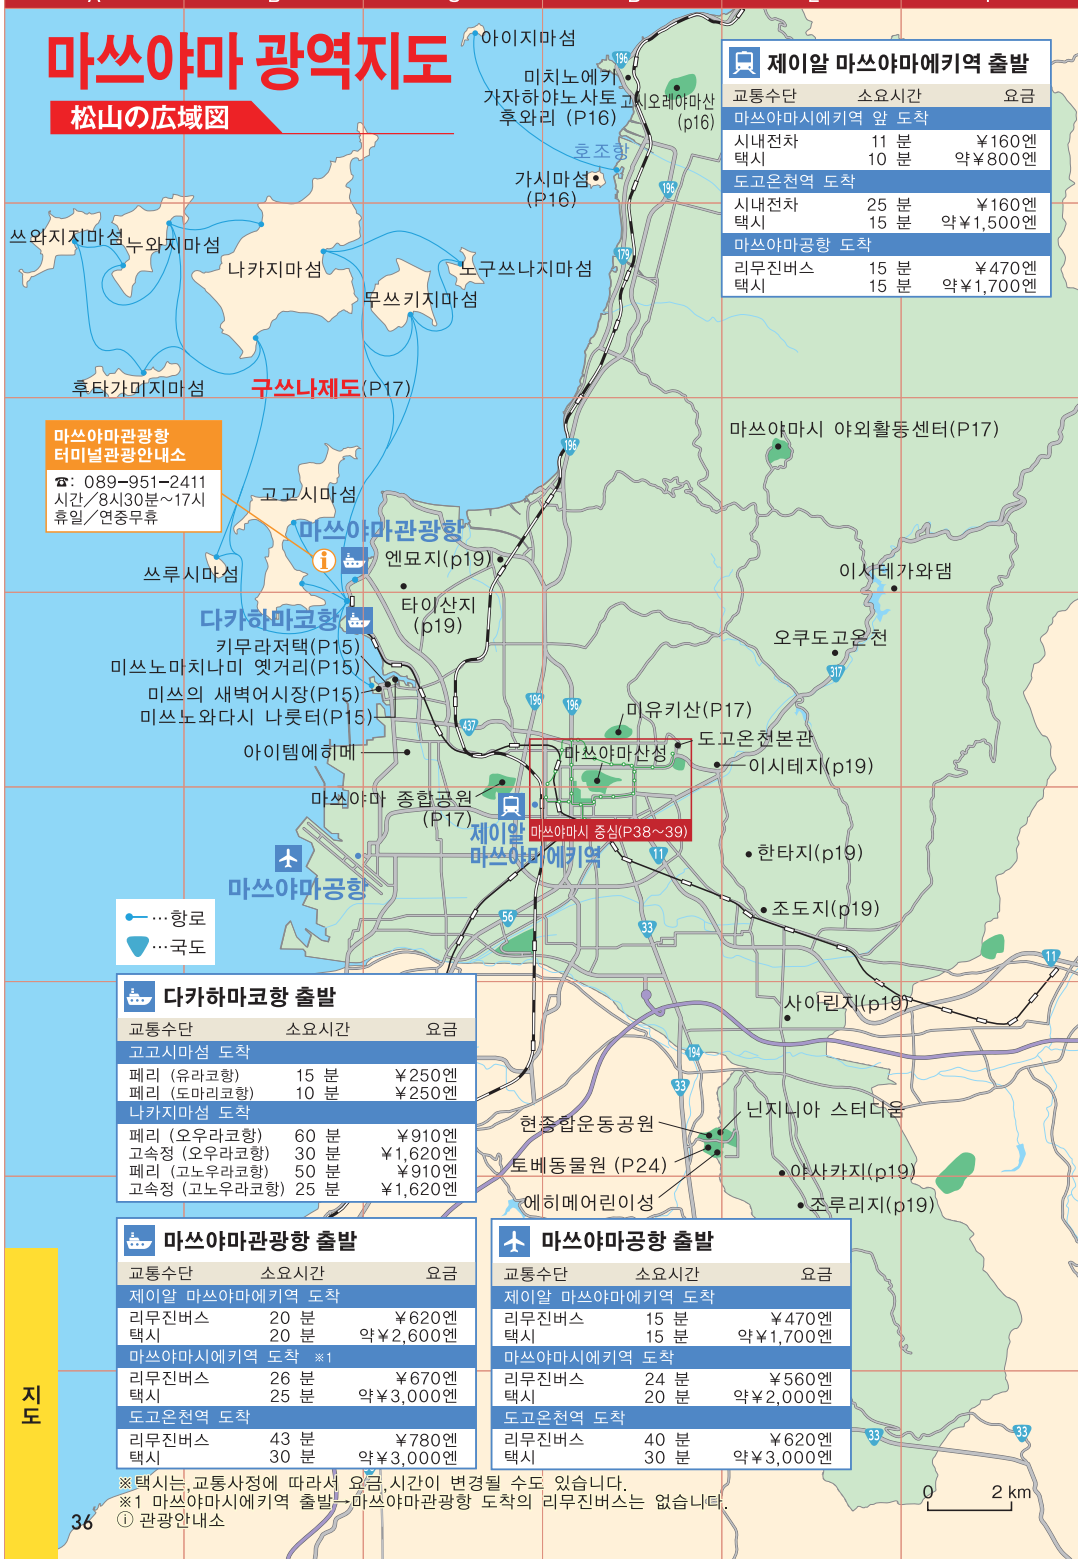 마쓰야마 광역지도
松山の広域図
아이지마섬
196
미치노에키
가자하야노사토
후와리 (P16)
고시오레야마산
(p16)
호조항
가시마섬
(P16)
196
179
쓰와지지마섬
누와지마섬
나카지마섬
노구쓰나지마섬
무쓰키지마섬
후타가미지마섬
구쓰나제도(P17)
제이알 마쓰야마에키역 출발
교통수단 소요시간 요금
마쓰야마시에키역 앞 도착
시내전차 11 분 ¥160엔
택시 10 분 약¥800엔
도고온천역 도착
시내전차 25 분 ¥160엔
택시 15 분 약¥1,500엔
마쓰야마공항 도착
리무진버스 15 분 ¥470엔
택시 15 분 약¥1,700엔
마쓰야마관광항
터미널관광안내소
☎: 089-951-2411
시간/8시30분~17시
휴일/연중무휴
196
마쓰야마시 야외활동센터(P17)
고고시마섬
마쓰야마관광항
i
엔묘지(p19)
쓰루시마섬
타이산지
(p19)
이시테가와댐
다카하마코항
키무라저택(P15)
미쓰노마치나미 옛거리(P15)
미쓰의 새벽어시장(P15)
미쓰노와다시 나룻터(P15)
오쿠도고온천
317
196
196
437
미유키산(P17)
도고온천본관
아이템에히메
마쓰야마산성
이시테지(p19)
마쓰야마 종합공원
(P17)
제이알
마쓰야마에키역
마쓰야마시 중심(P38~39)
11
한타지(p19)
마쓰야마공항
조도지(p19)
56
33
…항로
…국도
11
사이린지(p19)
194
33
다카하마코항 출발
교통수단 소요시간 요금
고고시마섬 도착
페리 (유라코항) 15 분 ¥250엔
페리 (도마리코항) 10 분 ¥250엔
나카지마섬 도착
페리 (오우라코항) 60 분 ¥910엔
고속정 (오우라코항) 30 분 ¥1,620엔
페리 (고노우라코항) 50 분 ¥910엔
고속정 (고노우라코항) 25 분 ¥1,620엔
닌지니아 스터디움
현종합운동공원
토베동물원 (P24)
야사카지(p19)
에히메어린이성
조루리지(p19)
마쓰야마관광항 출발
교통수단 소요시간 요금
제이알 마쓰야마에키역 도착
리무진버스 20 분 ¥620엔
택시 20 분 약¥2,600엔
마쓰야마시에키역 도착 ※1
리무진버스 26 분 ¥670엔
택시 25 분 약¥3,000엔
도고온천역 도착
리무진버스 43 분 ¥780엔
택시 30 분 약¥3,000엔
마쓰야마공항 출발
교통수단 소요시간 요금
제이알 마쓰야마에키역 도착
리무진버스 15 분 ¥470엔
택시 15 분 약¥1,700엔
마쓰야마시에키역 도착
리무진버스 24 분 ¥560엔
택시 20 분 약¥2,000엔
도고온천역 도착
리무진버스 40 분 ¥620엔
택시 30 분 약¥3,000엔
33
33
지도
※택시는,교통사정에 따라서 요금,시간이 변경될 수도 있습니다.
※1 마쓰야마시에키역 출발→마쓰야마관광항 도착의 리무진버스는 없습니다.
ⓘ 관광안내소
0 2 km
36